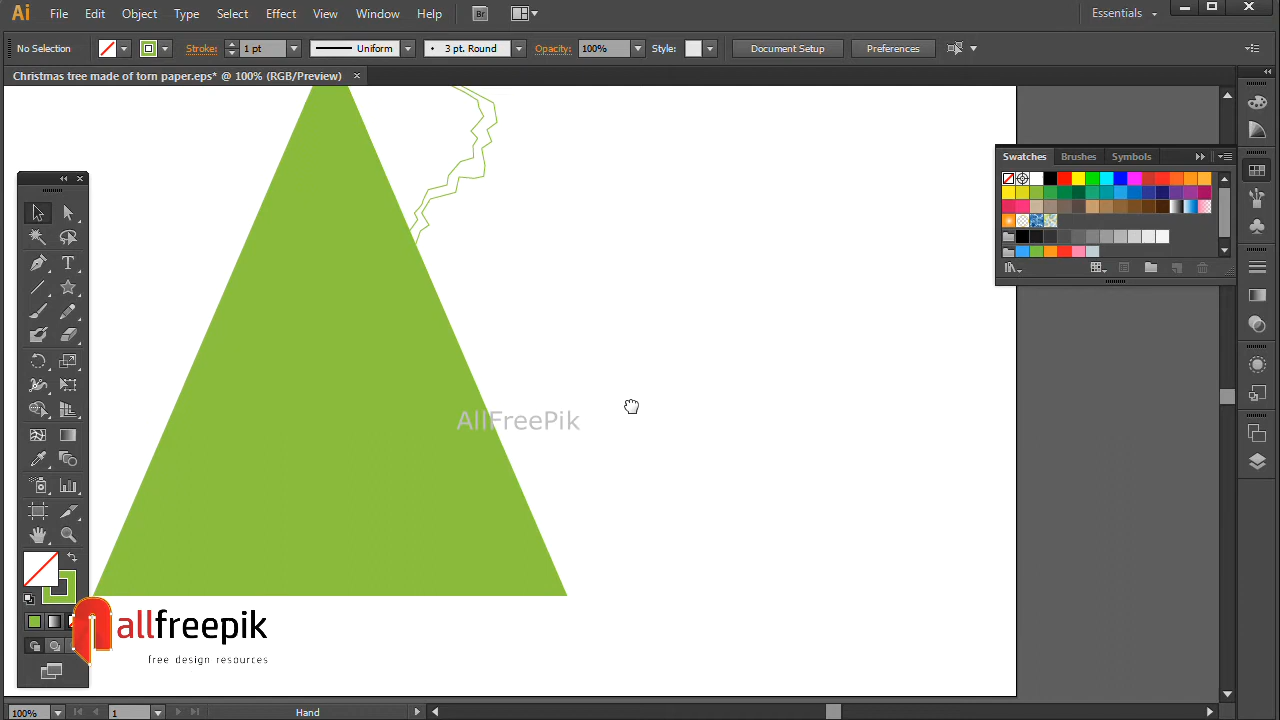 Ai File Edit Object Type Select Effect View Window Help Br Essentials
No Selection Stroke: 1 pt Uniform 3 pt. Round Opacity: 100% Style: Document Setup Preferences
Christmas tree made of torn paper.eps* @ 100% (RGB/Preview)
Swatches Brushes Symbols
T
AllFreePik
allfreepik
free design resources
100% 1 Hand